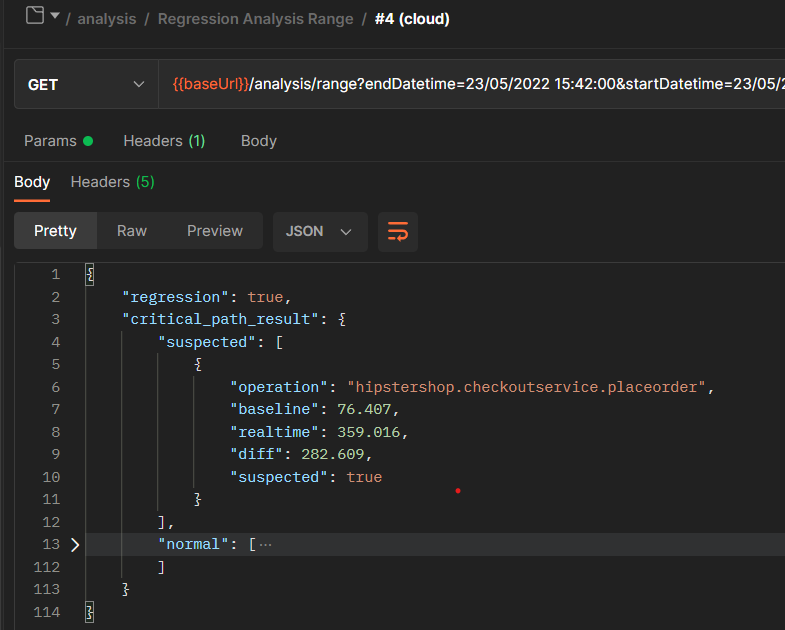 / analysis / Regression Analysis Range / #4 (cloud)
GET {{baseUrl}}/analysis/range?endDatetime=23/05/2022 15:42:00&startDatetime=23/05/2
Params Headers (1) Body
Body Headers (5)
Pretty Raw Preview JSON
1 {
2 "regression": true,
3 "critical_path_result": {
4 "suspected": [
5 {
6 "operation": "hipstershop.checkoutservice.placeorder",
7 "baseline": 76.407,
8 "realtime": 359.016,
9 "diff": 282.609,
10 "suspected": true
11 }
12 ],
13 "normal": [···
112 ]
113 }
114 }